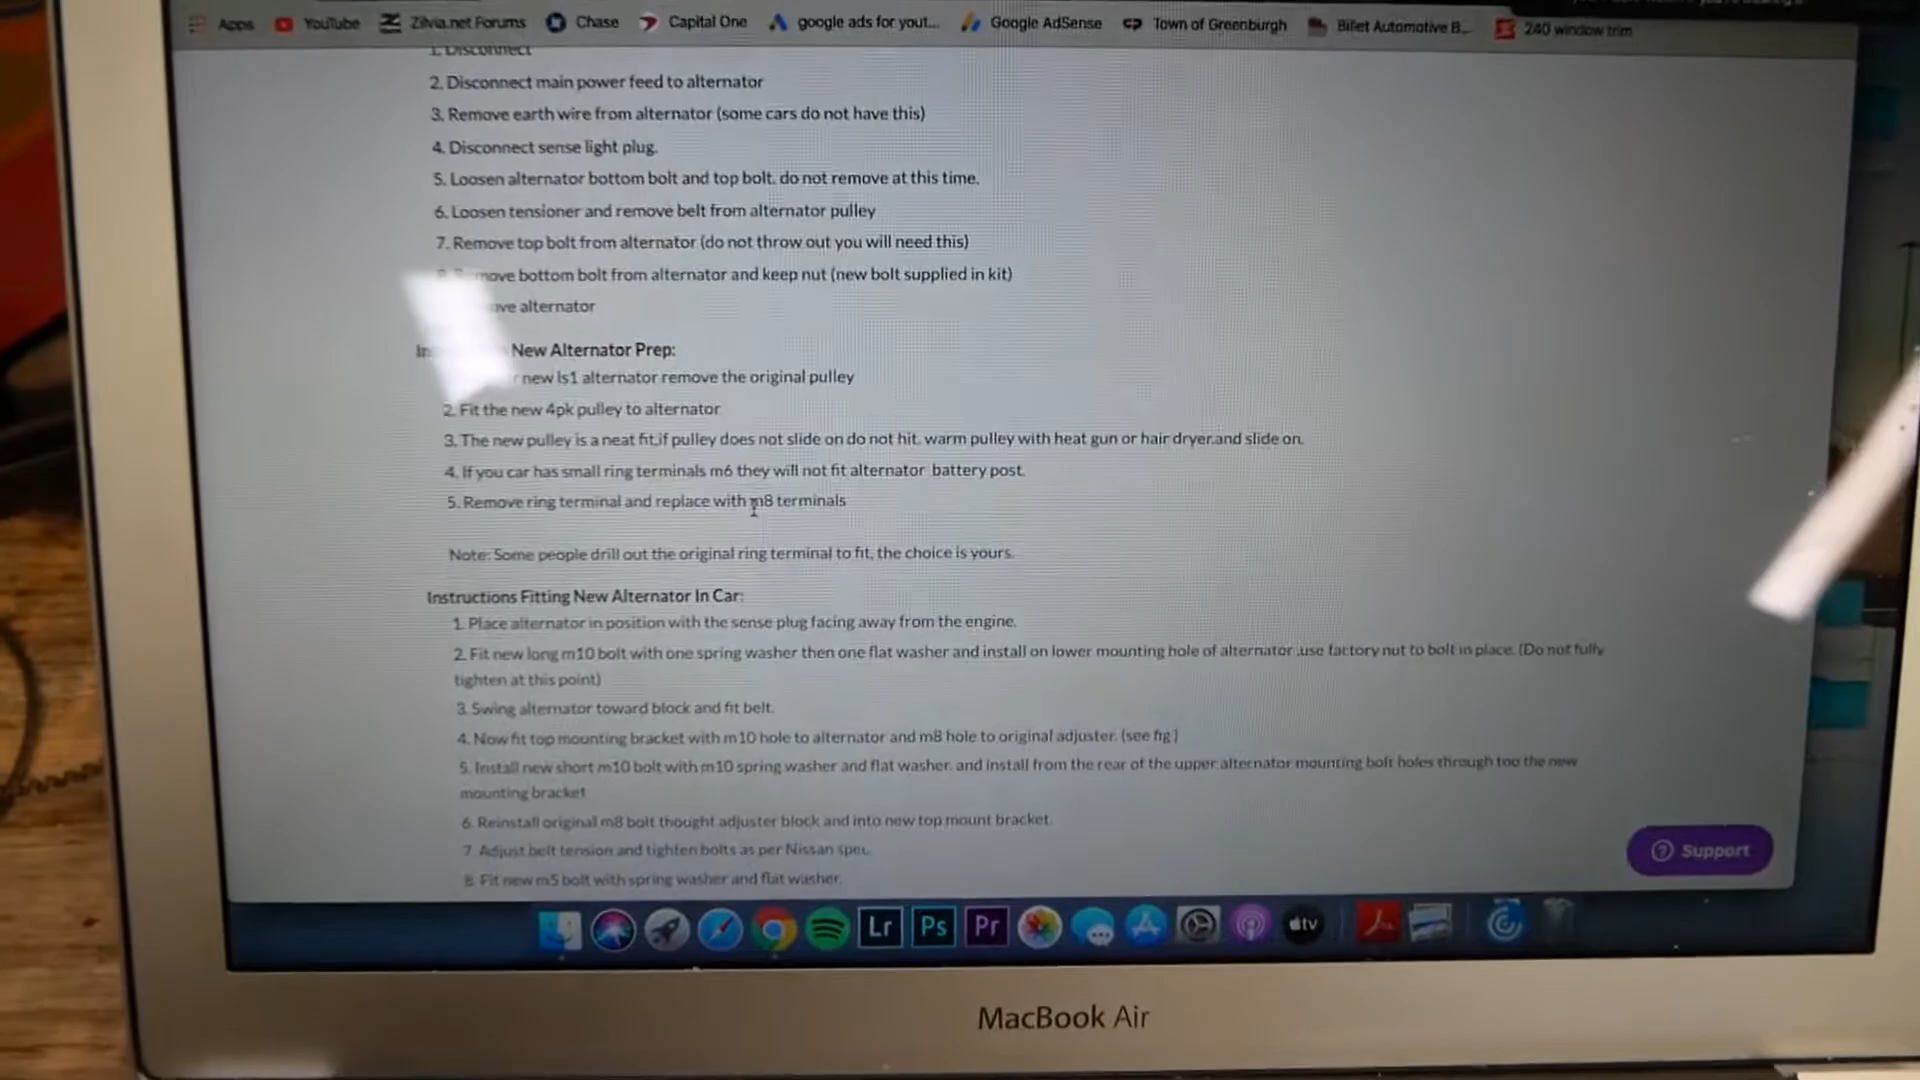 Apps YouTube Zilvia.net Forums Chase Capital One google ads for yout... Google AdSense Town of Greenburgh Billet Automotive B... 240 window trim
1. Disconnect
2. Disconnect main power feed to alternator
3. Remove earth wire from alternator (some cars do not have this)
4. Disconnect sense light plug.
5. Loosen alternator bottom bolt and top bolt. do not remove at this time.
6. Loosen tensioner and remove belt from alternator pulley
7. Remove top bolt from alternator (do not throw out you will need this)
bottom bolt from alternator and keep nut (new bolt supplied in kit)
alternator
New Alternator Prep:
new ls1 alternator remove the original pulley
2. Fit the new 4pk pulley to alternator
3. The new pulley is a neat fit.if pulley does not slide on do not hit. warm pulley with heat gun or hair dryer.and slide on.
4. If you car has small ring terminals m6 they will not fit alternator battery post.
5. Remove ring terminal and replace with m8 terminals
Note: Some people drill out the original ring terminal to fit, the choice is yours.
Instructions Fitting New Alternator In Car:
1. Place alternator in position with the sense plug facing away from the engine.
2. Fit new long m10 bolt with one spring washer then one flat washer and install on lower mounting hole of alternator .use factory nut to bolt in place. (Do not fully
tighten at this point)
3. Swing alternator toward block and fit belt.
4. Now fit top mounting bracket with m10 hole to alternator and m8 hole to original adjuster. (see fig )
5. Install new short m10 bolt with m10 spring washer and flat washer. and install from the rear of the upper alternator mounting bolt holes through too the new
mounting bracket
6. Reinstall original m8 bolt thought adjuster block and into new top mount bracket.
7. Adjust belt tension and tighten bolts as per Nissan spec.
8. Fit new m5 bolt with spring washer and flat washer.
? Support
Lr Ps Pr tv
MacBook Air